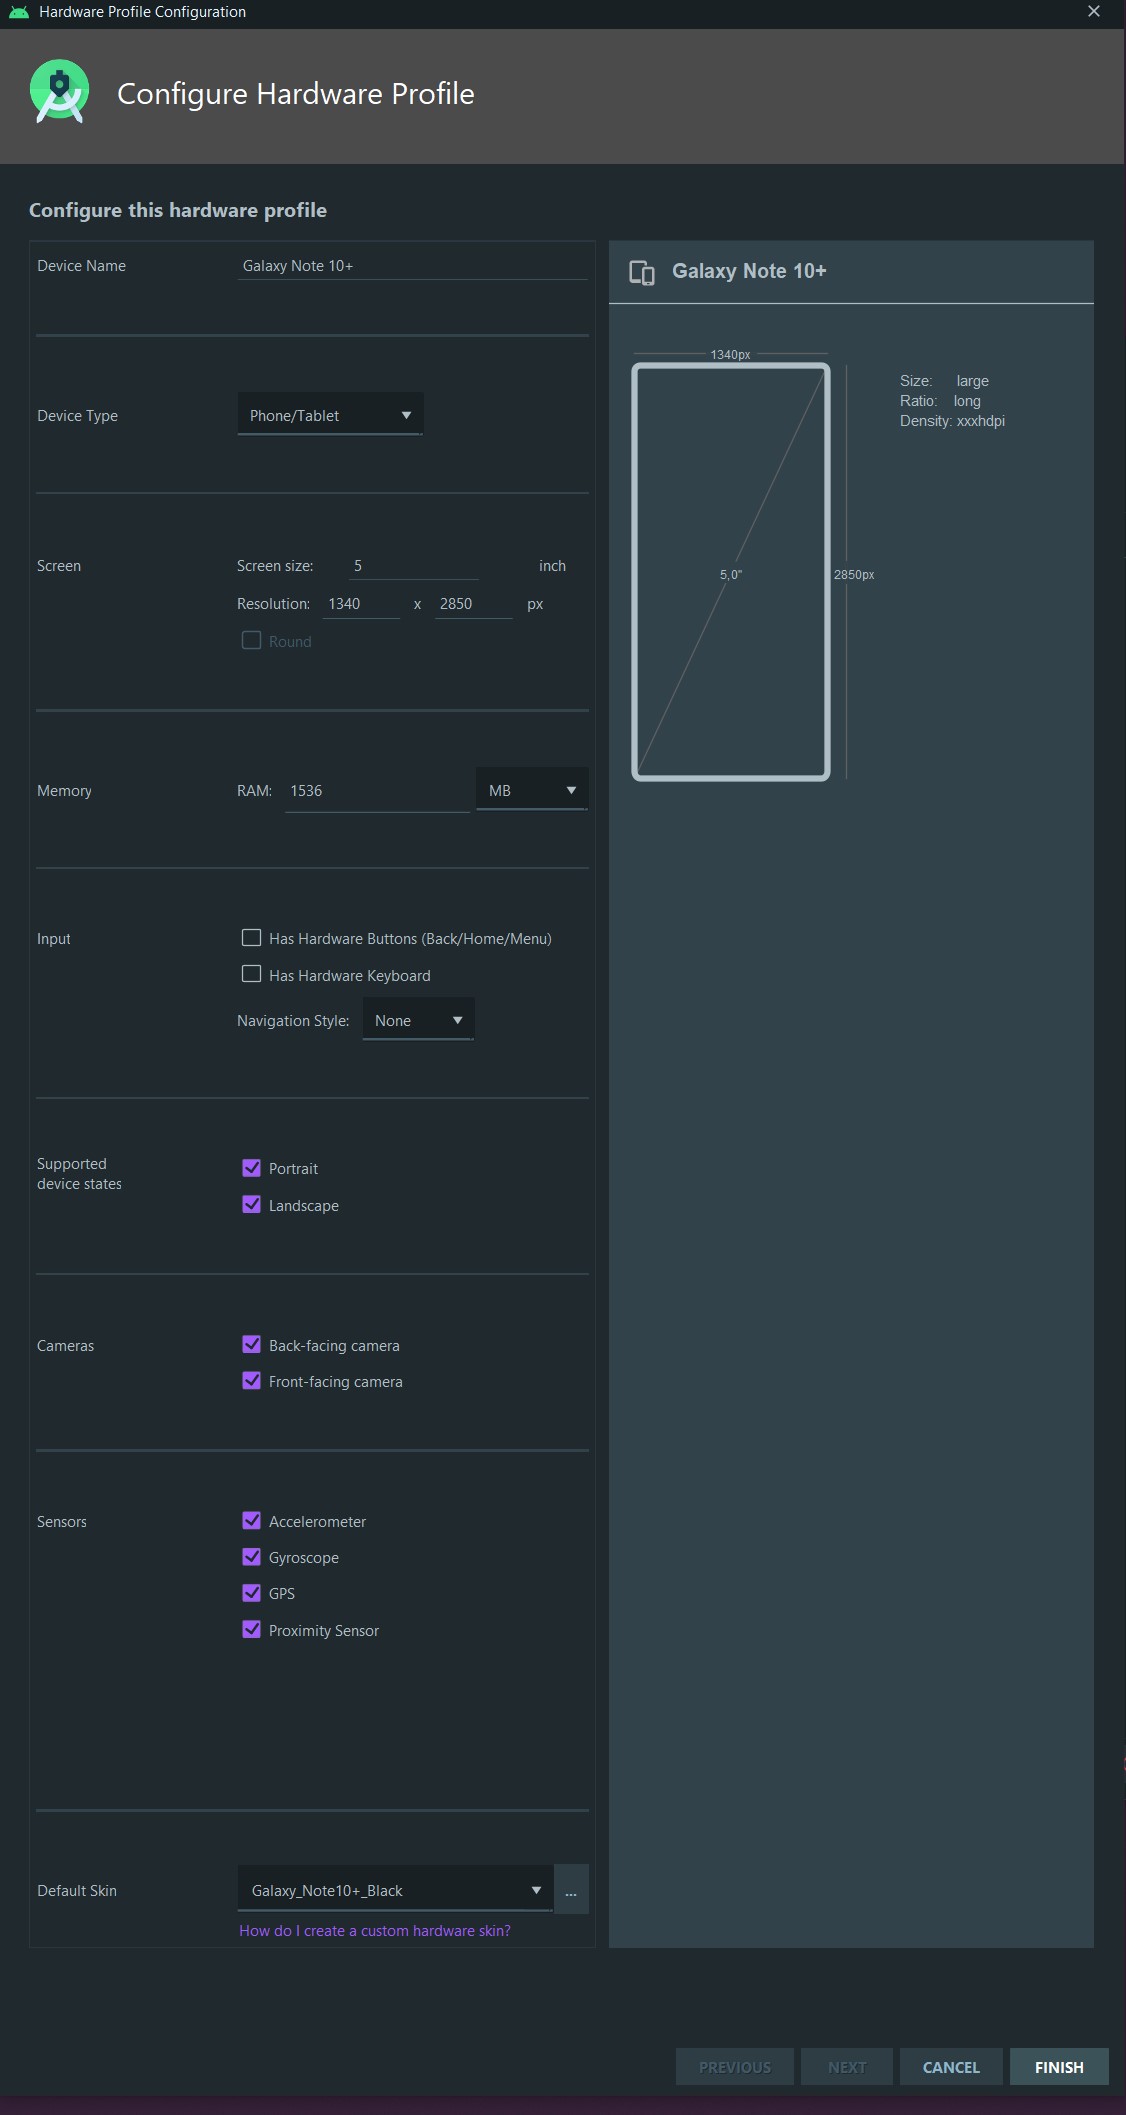 Hardware Profile Configuration
Configure Hardware Profile
Configure this hardware profile
Device Name Galaxy Note 10+
Device Type Phone/Tablet
Screen Screen size: 5 inch
Resolution: 1340 x 2850 px
Round
Memory RAM: 1536 MB
Input Has Hardware Buttons (Back/Home/Menu)
Has Hardware Keyboard
Navigation Style: None
Supported
device states
Portrait
Landscape
Cameras Back-facing camera
Front-facing camera
Sensors Accelerometer
Gyroscope
GPS
Proximity Sensor
Default Skin Galaxy_Note10+_Black ...
How do I create a custom hardware skin?
Galaxy Note 10+
1340px
Size: large
Ratio: long
Density: xxxhdpi
5,0"
2850px
PREVIOUS NEXT CANCEL FINISH